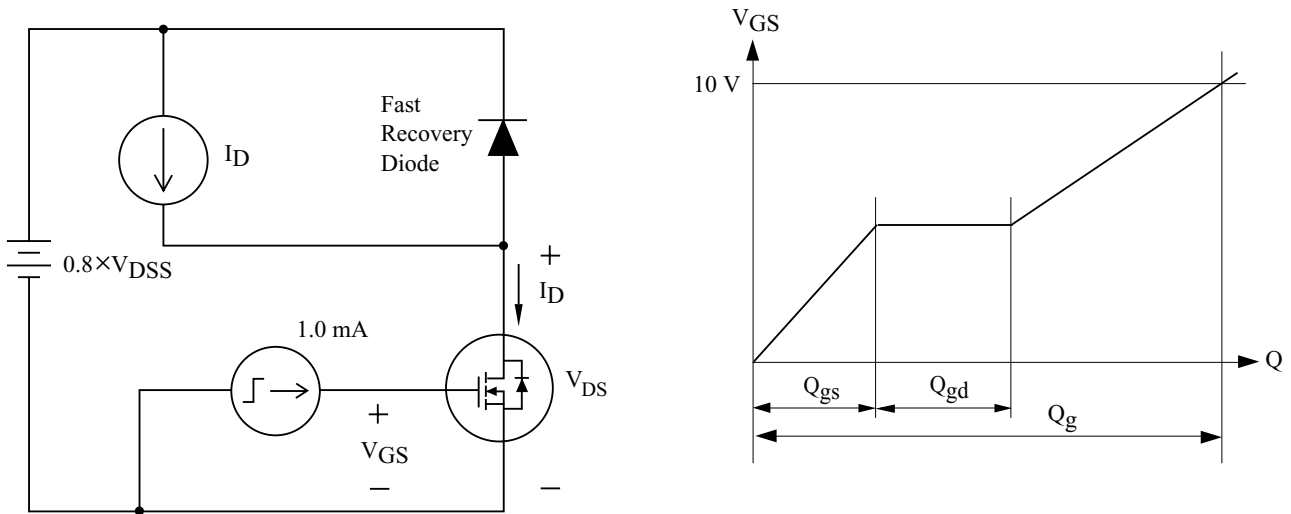 Fast
Recovery
Diode
I_D
0.8×V_DSS
+
I_D
1.0 mA
V_DS
+
V_GS
−
−
V_GS
10 V
Q
Q_gs
Q_gd
Q_g